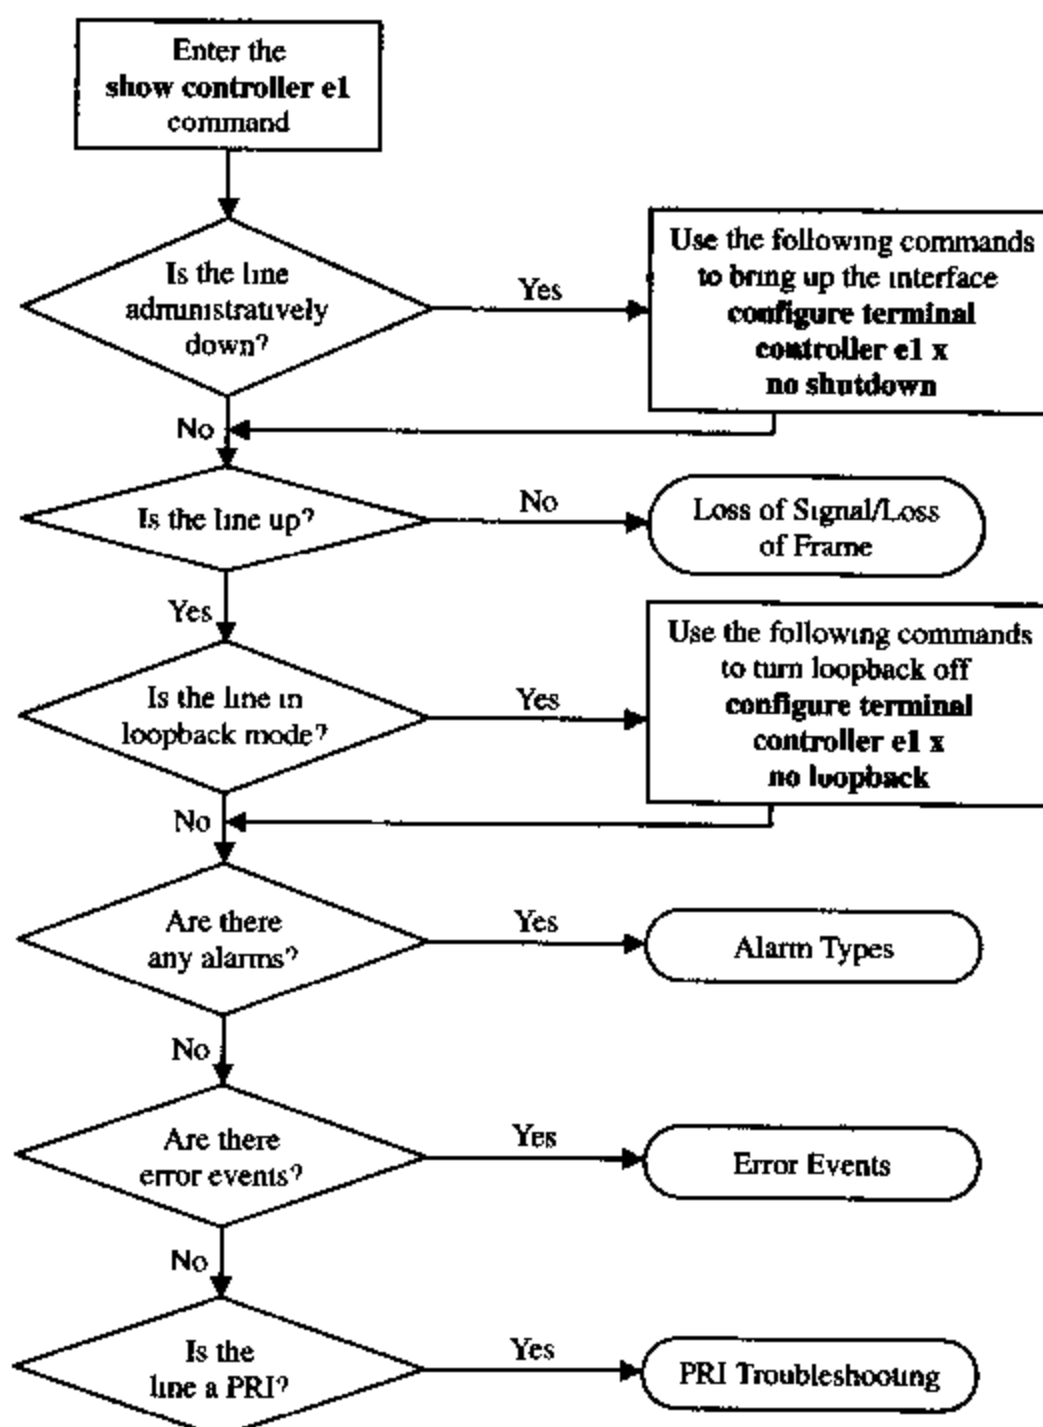 Enter the
show controller e1
command
Is the line
administratively
down?
Yes
Use the following commands
to bring up the interface
configure terminal
controller e1 x
no shutdown
No
Is the line up?
No
Loss of Signal/Loss
of Frame
Yes
Is the line in
loopback mode?
Yes
Use the following commands
to turn loopback off
configure terminal
controller e1 x
no loopback
No
Are there
any alarms?
Yes
Alarm Types
No
Are there
error events?
Yes
Error Events
No
Is the
line a PRI?
Yes
PRI Troubleshooting